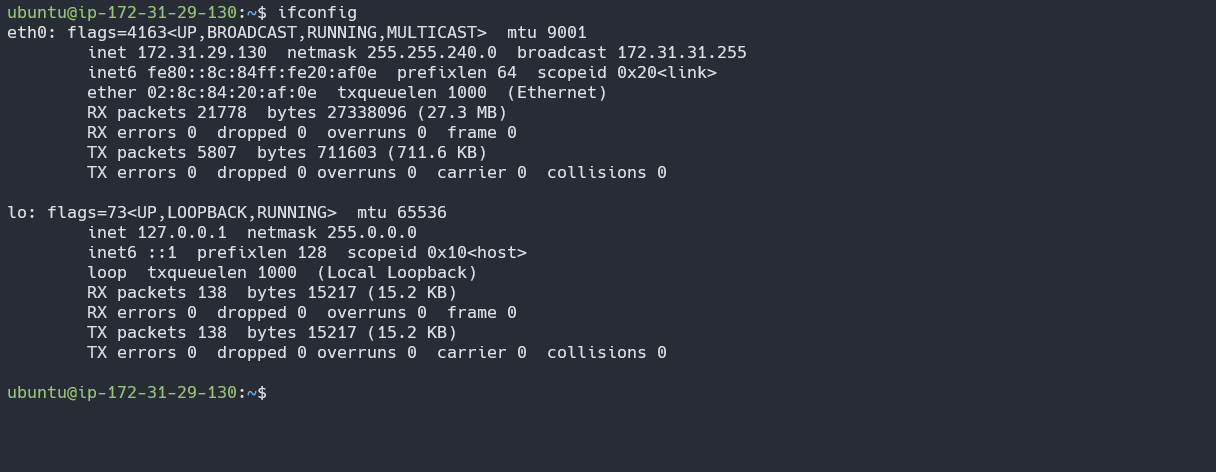 ubuntu@ip-172-31-29-130:~$ ifconfig
eth0: flags=4163<UP,BROADCAST,RUNNING,MULTICAST>  mtu 9001
        inet 172.31.29.130  netmask 255.255.240.0  broadcast 172.31.31.255
        inet6 fe80::8c:84ff:fe20:af0e  prefixlen 64  scopeid 0x20<link>
        ether 02:8c:84:20:af:0e  txqueuelen 1000  (Ethernet)
        RX packets 21778  bytes 27338096 (27.3 MB)
        RX errors 0  dropped 0  overruns 0  frame 0
        TX packets 5807  bytes 711603 (711.6 KB)
        TX errors 0  dropped 0 overruns 0  carrier 0  collisions 0

lo: flags=73<UP,LOOPBACK,RUNNING>  mtu 65536
        inet 127.0.0.1  netmask 255.0.0.0
        inet6 ::1  prefixlen 128  scopeid 0x10<host>
        loop  txqueuelen 1000  (Local Loopback)
        RX packets 138  bytes 15217 (15.2 KB)
        RX errors 0  dropped 0  overruns 0  frame 0
        TX packets 138  bytes 15217 (15.2 KB)
        TX errors 0  dropped 0 overruns 0  carrier 0  collisions 0

ubuntu@ip-172-31-29-130:~$